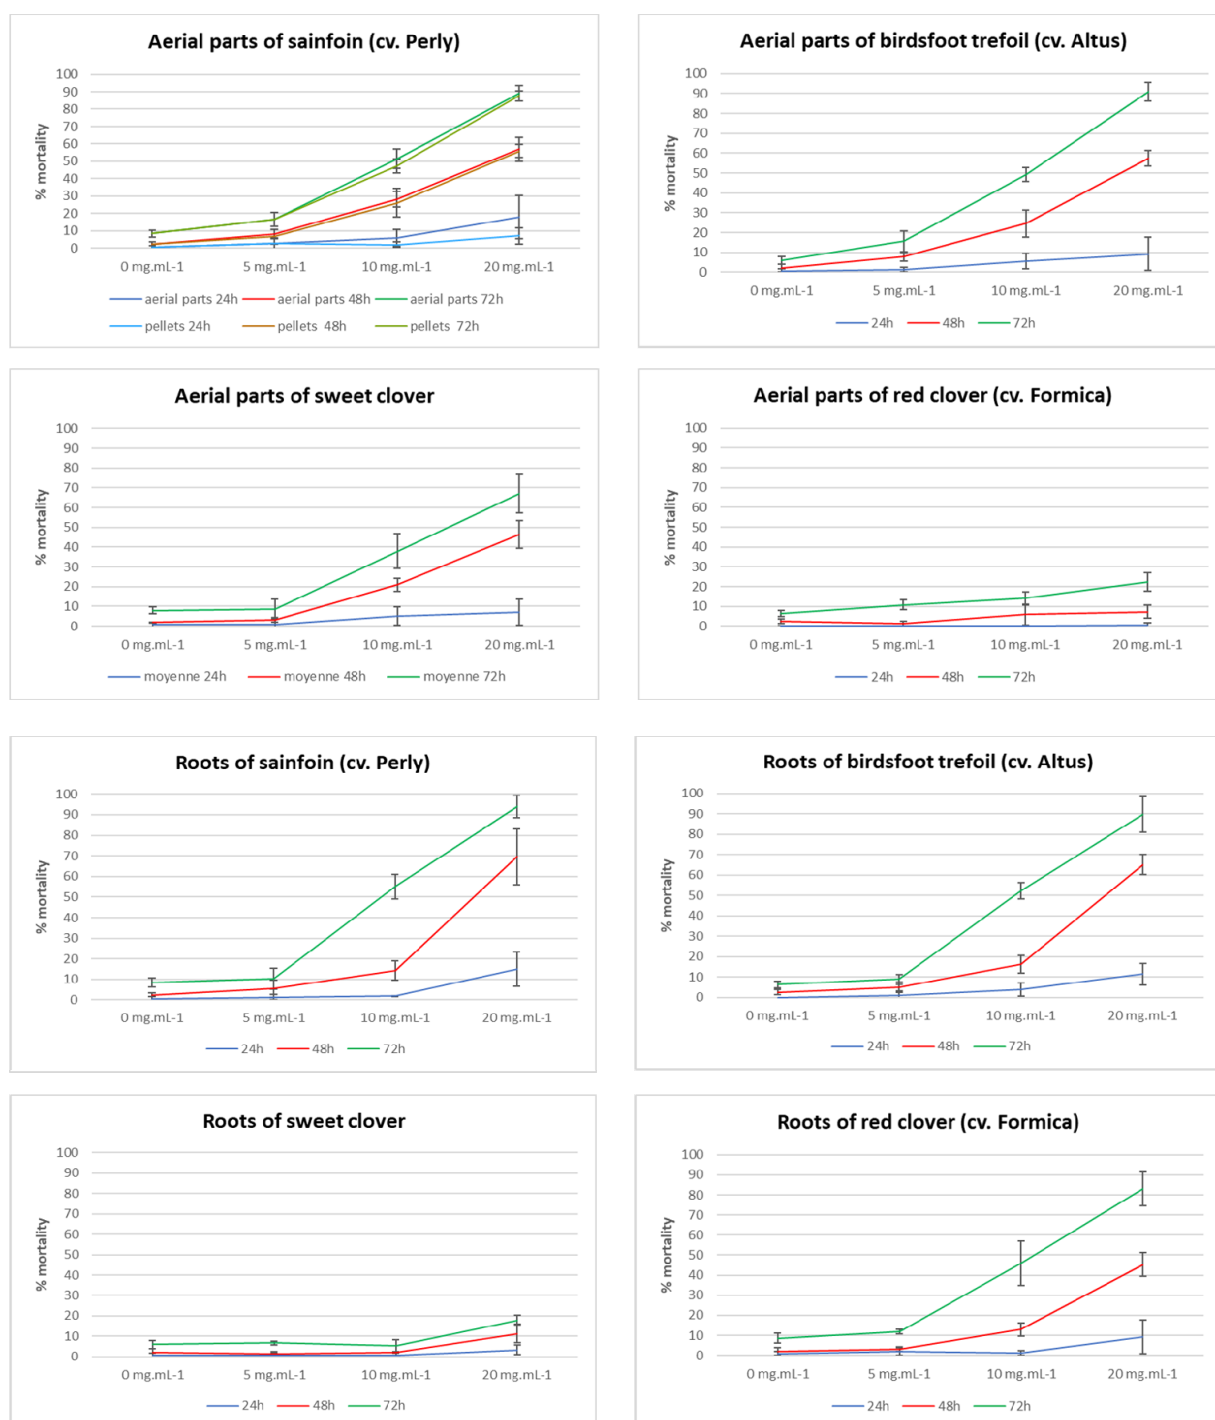 Aerial parts of sainfoin (cv. Perly)
% mortality
100
90
80
70
60
50
40
30
20
10
0
0 mg.mL-1 5 mg.mL-1 10 mg.mL-1 20 mg.mL-1
aerial parts 24h aerial parts 48h aerial parts 72h
pellets 24h pellets 48h pellets 72h
Aerial parts of birdsfoot trefoil (cv. Altus)
% mortality
100
90
80
70
60
50
40
30
20
10
0
0 mg.mL-1 5 mg.mL-1 10 mg.mL-1 20 mg.mL-1
24h 48h 72h
Aerial parts of sweet clover
% mortality
100
90
80
70
60
50
40
30
20
10
0
0 mg.mL-1 5 mg.mL-1 10 mg.mL-1 20 mg.mL-1
moyenne 24h moyenne 48h moyenne 72h
Aerial parts of red clover (cv. Formica)
% mortality
100
90
80
70
60
50
40
30
20
10
0
0 mg.mL-1 5 mg.mL-1 10 mg.mL-1 20 mg.mL-1
24h 48h 72h
Roots of sainfoin (cv. Perly)
% mortality
100
90
80
70
60
50
40
30
20
10
0
0 mg.mL-1 5 mg.mL-1 10 mg.mL-1 20 mg.mL-1
24h 48h 72h
Roots of birdsfoot trefoil (cv. Altus)
% mortality
100
90
80
70
60
50
40
30
20
10
0
0 mg.mL-1 5 mg.mL-1 10 mg.mL-1 20 mg.mL-1
24h 48h 72h
Roots of sweet clover
% mortality
100
90
80
70
60
50
40
30
20
10
0
0 mg.mL-1 5 mg.mL-1 10 mg.mL-1 20 mg.mL-1
24h 48h 72h
Roots of red clover (cv. Formica)
% mortality
100
90
80
70
60
50
40
30
20
10
0
0 mg.mL-1 5 mg.mL-1 10 mg.mL-1 20 mg.mL-1
24h 48h 72h